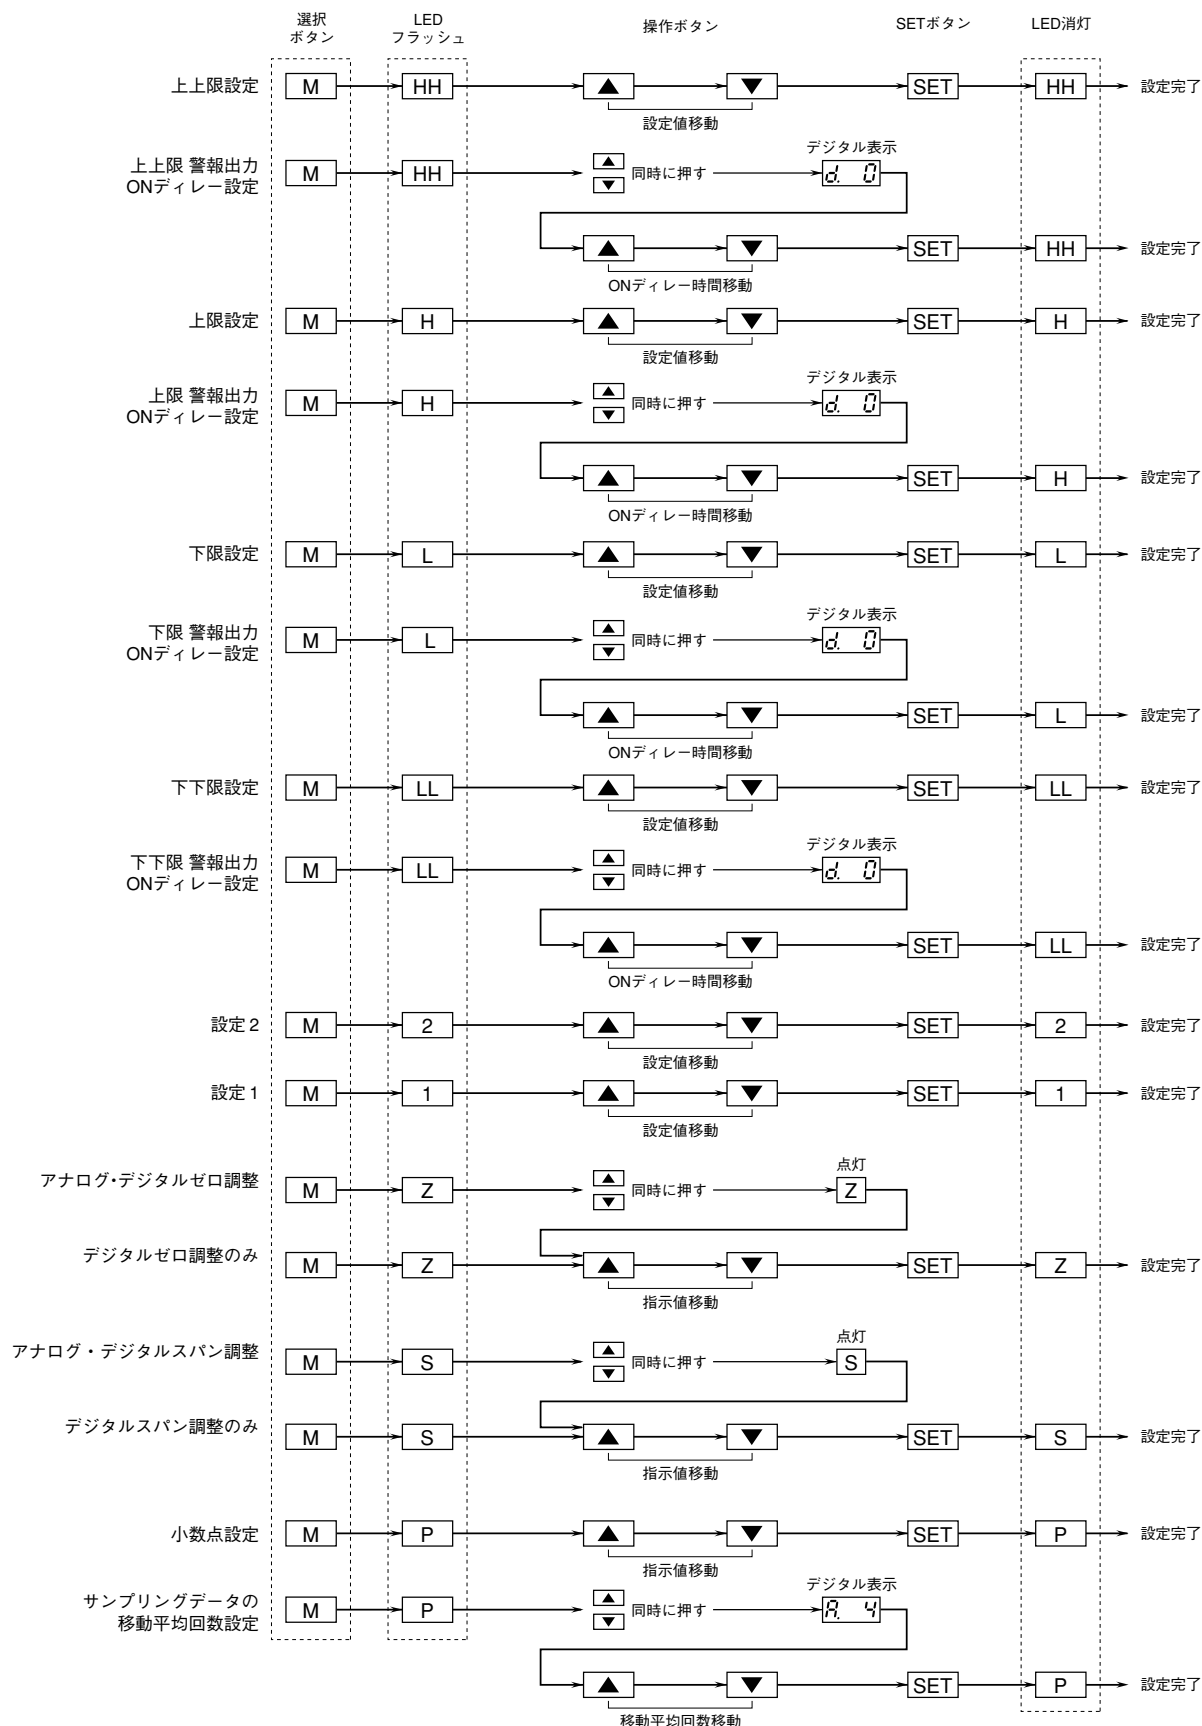 選択
ボタン
LED
フラッシュ
操作ボタン
SETボタン
LED消灯
上上限設定 M HH ▲ ▼ SET HH 設定完了
設定値移動
デジタル表示
上上限 警報出力
ONディレー設定
M HH ▲ ▼ 同時に押す d. 0
▲ ▼ SET HH 設定完了
ONディレー時間移動
上限設定 M H ▲ ▼ SET H 設定完了
設定値移動
デジタル表示
上限 警報出力
ONディレー設定
M H ▲ ▼ 同時に押す d. 0
▲ ▼ SET H 設定完了
ONディレー時間移動
下限設定 M L ▲ ▼ SET L 設定完了
設定値移動
デジタル表示
下限 警報出力
ONディレー設定
M L ▲ ▼ 同時に押す d. 0
▲ ▼ SET L 設定完了
ONディレー時間移動
下下限設定 M LL ▲ ▼ SET LL 設定完了
設定値移動
デジタル表示
下下限 警報出力
ONディレー設定
M LL ▲ ▼ 同時に押す d. 0
▲ ▼ SET LL 設定完了
ONディレー時間移動
設定2 M 2 ▲ ▼ SET 2 設定完了
設定値移動
設定1 M 1 ▲ ▼ SET 1 設定完了
設定値移動
点灯
アナログ・デジタルゼロ調整 M Z ▲ ▼ 同時に押す Z
デジタルゼロ調整のみ M Z ▲ ▼ SET Z 設定完了
指示値移動
点灯
アナログ・デジタルスパン調整 M S ▲ ▼ 同時に押す S
デジタルスパン調整のみ M S ▲ ▼ SET S 設定完了
指示値移動
小数点設定 M P ▲ ▼ SET P 設定完了
指示値移動
デジタル表示
サンプリングデータの
移動平均回数設定
M P ▲ ▼ 同時に押す A. 4
▲ ▼ SET P 設定完了
移動平均回数移動